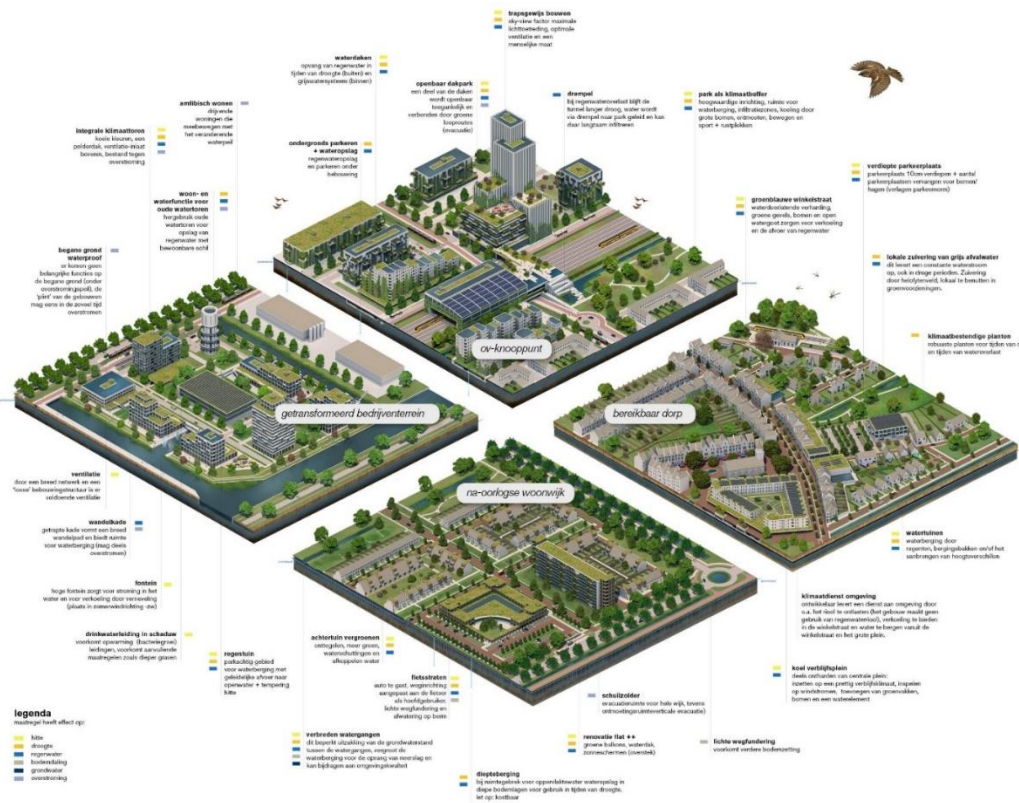 trapsgewijs bouwen
sky-view factor maximale
lichttoetreding, optimale
ventilatie en een
menselijke maat
waterdaken
opvang van regenwater in
tijden van droogte (buiten) en
grijswatersysteem (binnen)
openbaar dakpark
een deel van de daken
wordt openbaar
toegankelijk en
verbonden door groene
looproutes
(evacuatie)
drempel
bij regenwateroverlast blijft de
tunnel langer droog, water wordt
via drempel naar park geleid en kan
daar langzaam infiltreren
park als klimaatbuffer
hoogwaardige inrichting, ruimte voor
waterberging, infiltratiezones, koeling door
grote bomen, ontmoeten, bewegen en
sport + rustplekken
amfibisch wonen
drijvende
woningen die
meebewegen met
het veranderende
waterpeil
integrale klimaattoren
koele kleuren, een
polderdak, ventilatie-inlaat
bovenin, bestand tegen
overstroming
ondergronds parkeren
+ wateropslag
regenwateropslag
en parkeren onder
bebouwing
verdiepte parkeerplaats
parkeerplaats 10cm verdiepen + aantal
parkeerplaatsen vervangen voor bomen/
hagen (verlagen parkeernorm)
woon- en
waterfunctie voor
oude watertoren
hergebruik oude
watertoren voor
opslag van
regenwater met
bewoonbare schil
groenblauwe winkelstraat
waterdoorlatende verharding,
groene gevels, bomen en open
watergoot zorgen voor verkoeling
en de afvoer van regenwater
begane grond
waterproof
er komen geen
belangrijke functies op
de begane grond (onder
overstromingspeil), de
'plint' van de gebouwen
mag eens in de zoveel tijd
overstromen
lokale zuivering van grijs afvalwater
dit levert een constante waterstroom
op, ook in droge perioden. Zuivering
door helofytenveld, lokaal te benutten in
groenvoorzieningen.
klimaatbestendige planten
robuuste planten voor tijden van
en tijden van wateroverlast
ov-knooppunt
getransformeerd bedrijventerrein
bereikbaar dorp
na-oorlogse woonwijk
ventilatie
door een breed netwerk en een
'losse' bebouwingsstructuur is er
voldoende ventilatie
wandelkade
getrapte kade vormt een breed
wandelpad en biedt ruimte
voor waterberging (mag deels
overstromen)
fontein
hoge fontein zorgt voor stroming in het
water en voor verkoeling door verneveling
(plaats in zomerwindrichting -zw)
drinkwaterleiding in schaduw
voorkomt opwarming (bacteriegroei)
leidingen, voorkomt aanvullende
maatregelen zoals dieper graven
regentuin
parkachtig gebied
voor waterberging met
geleidelijke afvoer naar
openwater + tempering
hitte
achtertuin vergroenen
ontregelen, meer groen,
waterschuttingen en
afkoppelen water
fietsstraten
auto te gast, weginrichting
aangepast aan de fietser
als hoofdgebruiker,
lichte wegfundering en
afwatering op berm
verbreden watergangen
dit beperkt uitzakking van de grondwaterstand
tussen de watergangen, vergroot de
waterberging voor de opvang van neerslag en
kan bijdragen aan omgevingskwaliteit
diepteberging
bij ruimtegebrek voor oppervlaktewater wateropslag in
diepe bodemlagen voor gebruik in tijden van droogte.
let op: kostbaar
schuilzolder
evacuatieruimte voor hele wijk, tevens
ontmoetingsruimte(verticale evacuatie)
renovatie flat ++
groene balkons, waterdak,
zonneschermen (overstek)
lichte wegfundering
voorkomt verdere bodemzetting
watertuinen
waterberging door
regenton, bergingsbakken en/of het
aanbrengen van hoogteverschillen
klimaatdienst omgeving
ontwikkelaar levert een dienst aan omgeving door
o.a. het riool te ontlasten (het gebouw maakt geen
gebruik van regenwaterriool), verkoeling te bieden
in de winkelstraat en water te bergen vanuit de
winkelstraat en het grote plein.
koel verblijfsplein
deels ontharden van centrale plein:
inzetten op een prettig verblijfsklimaat, inspelen
op windstromen, toevoegen van groenvakken,
bomen en een waterelement
legenda
maatregel heeft effect op:
hitte
droogte
regenwater
bodemdaling
grondwater
overstroming